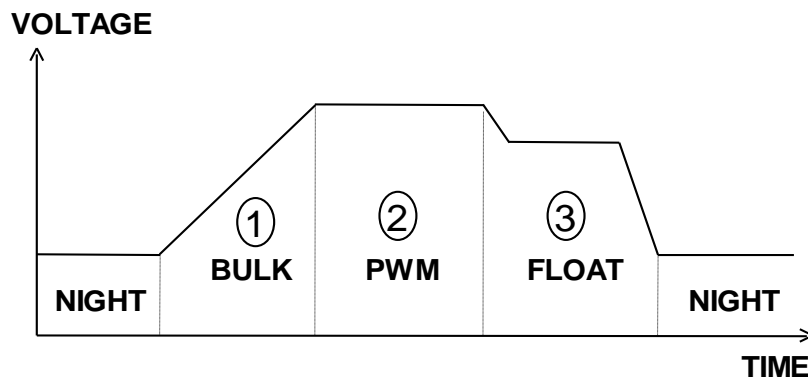 VOLTAGE
1
2
3
BULK
PWM
FLOAT
NIGHT
NIGHT
TIME